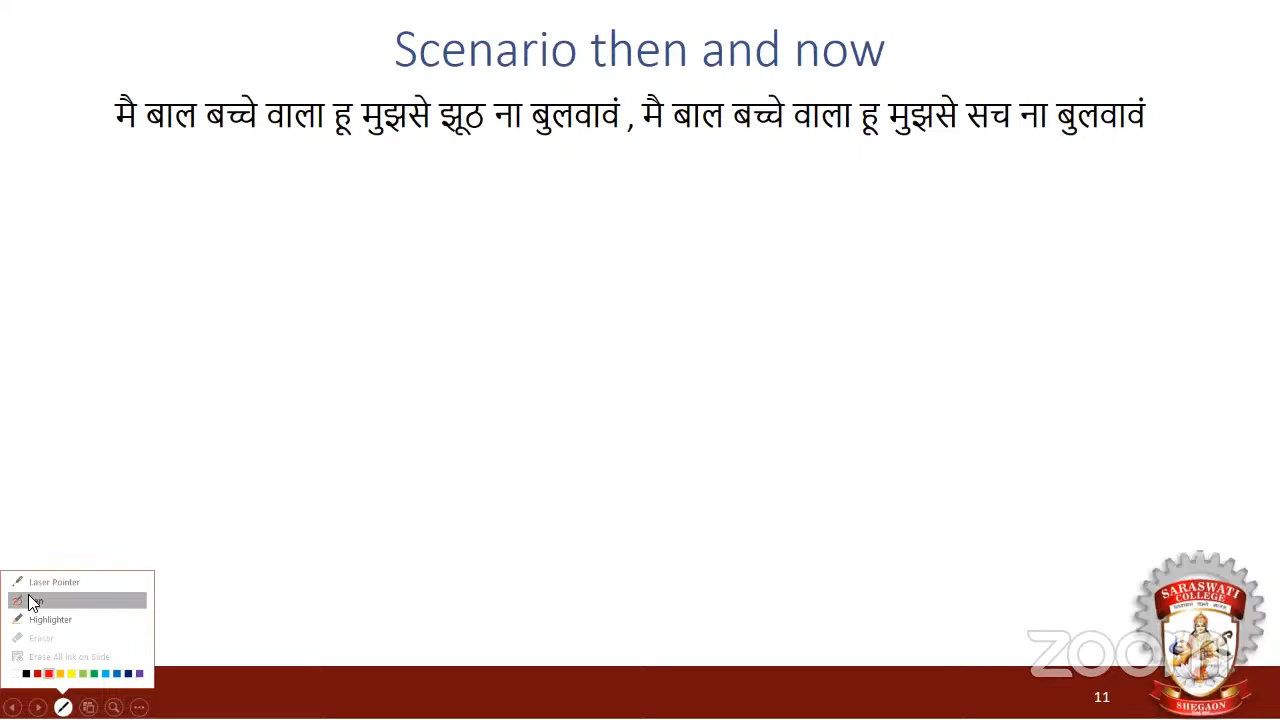 Scenario then and now
मै बाल बच्चे वाला हू मुझसे झूठ ना बुलवावं , मै बाल बच्चे वाला हू मुझसे सच ना बुलवावं
Laser Pointer
Highlighter
Eraser
Erase All Ink on Slide
zoom
SARASWATI
COLLEGE
SHEGAON
11